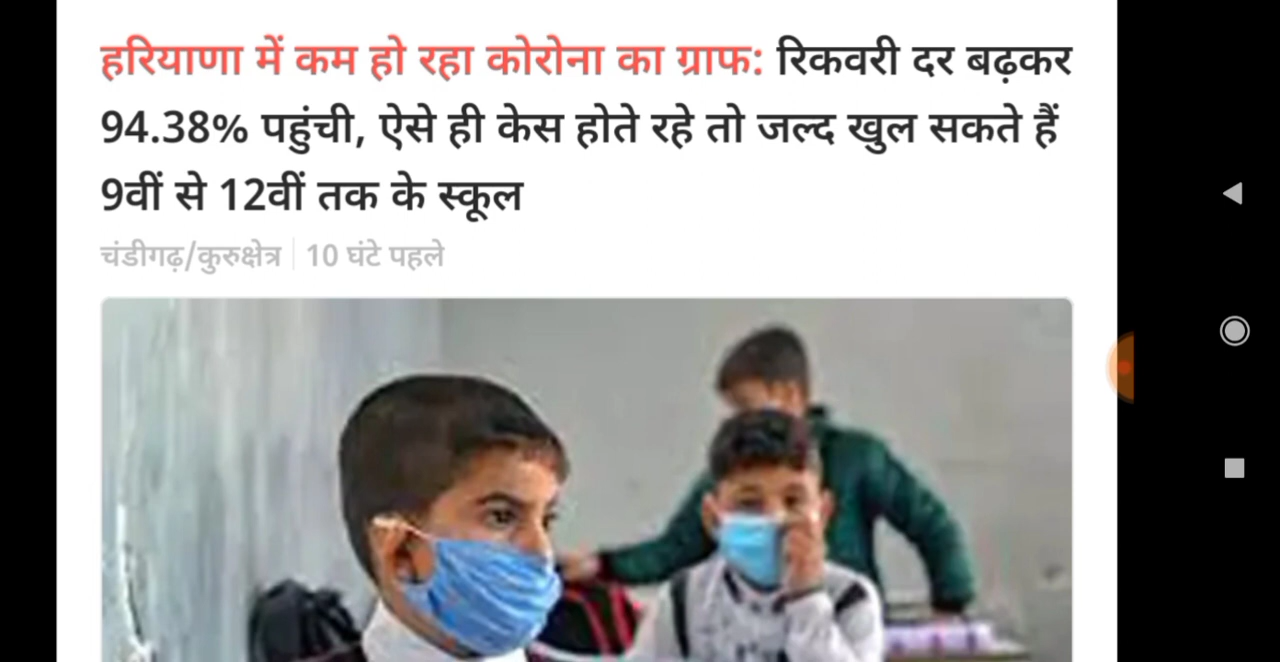 हरियाणा में कम हो रहा कोरोना का ग्राफ: रिकवरी दर बढ़कर
94.38% पहुंची, ऐसे ही केस होते रहे तो जल्द खुल सकते हैं
9वीं से 12वीं तक के स्कूल
चंडीगढ़/कुरुक्षेत्र | 10 घंटे पहले